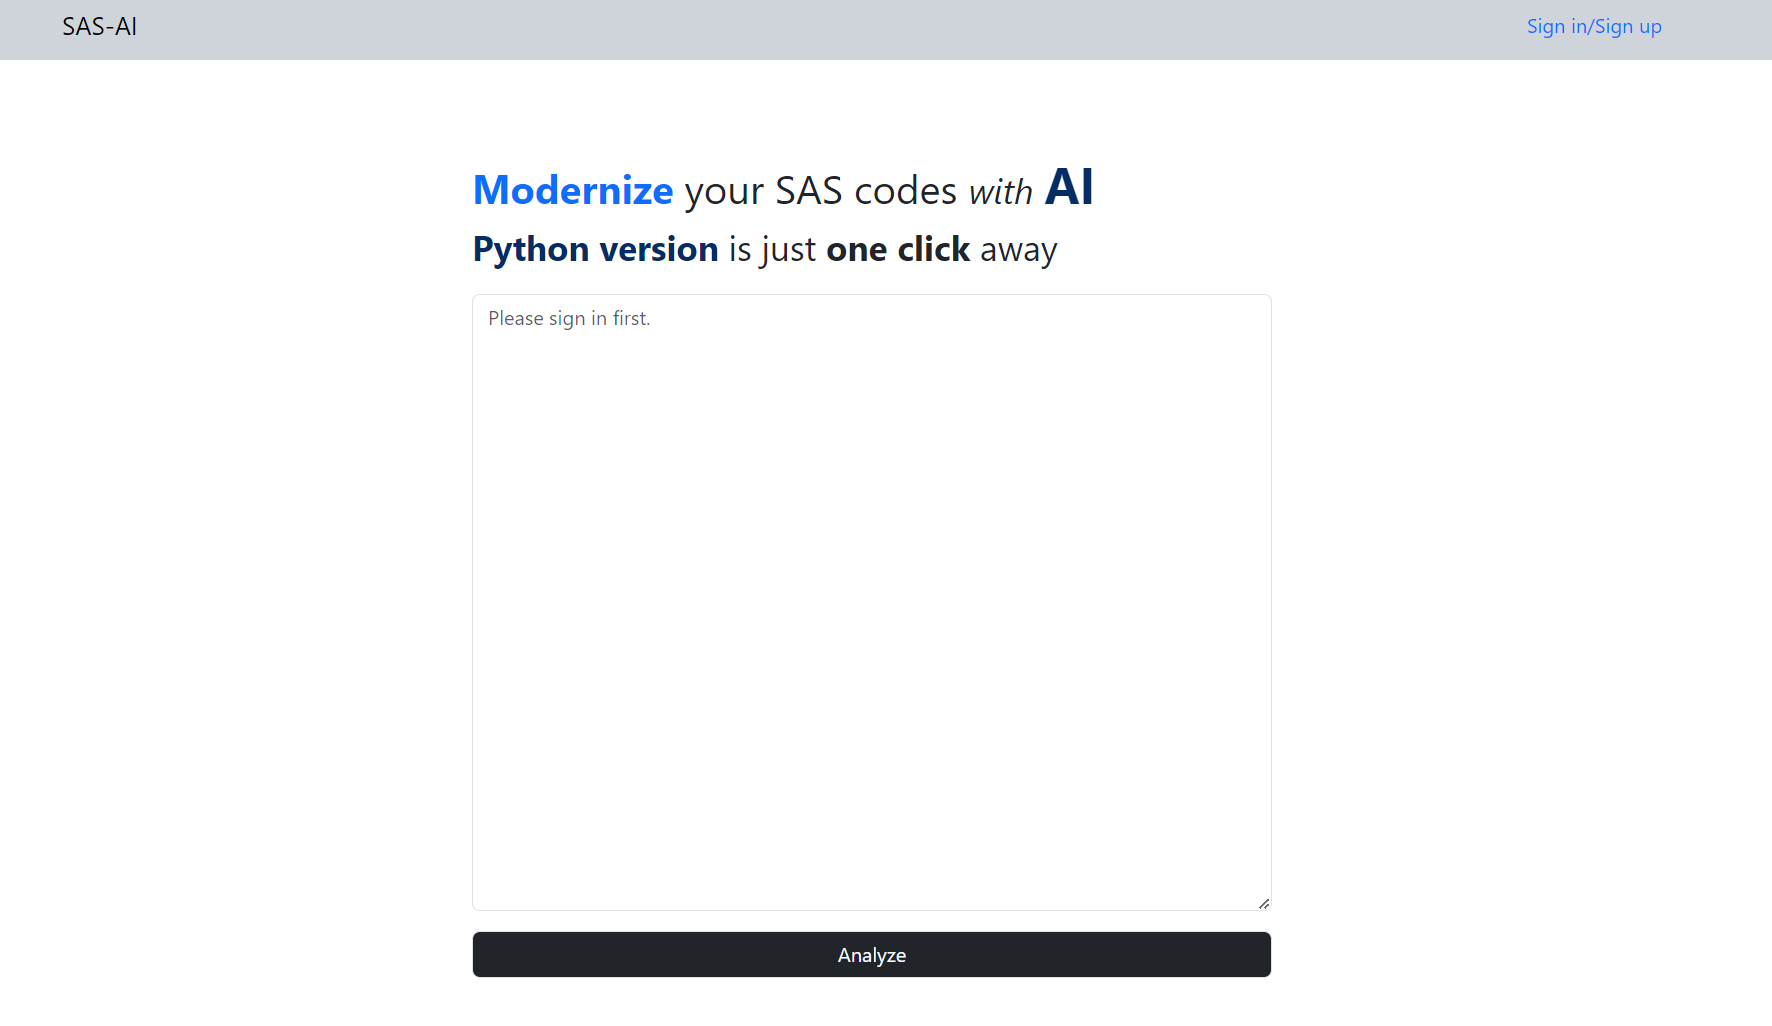 SAS-AI
Sign in/Sign up
Modernize your SAS codes with AI
Python version is just one click away
Please sign in first.
Analyze